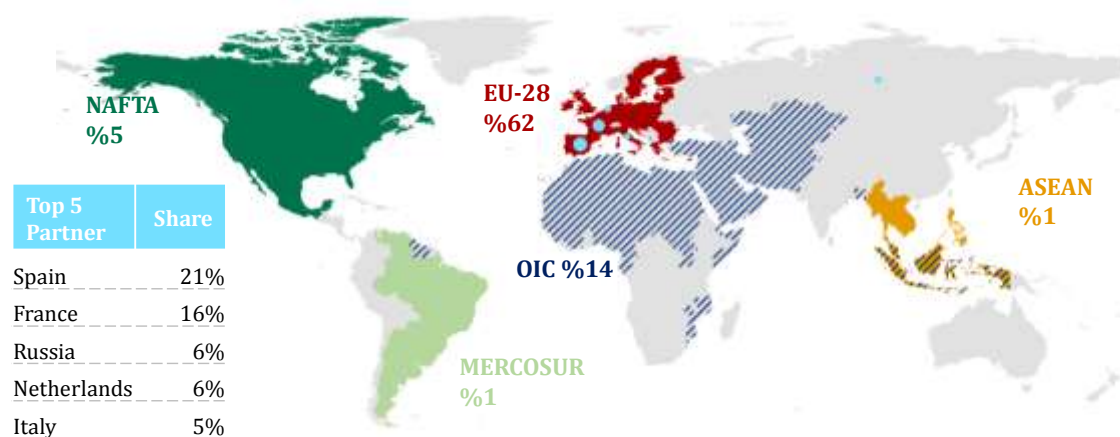 NAFTA
%5
EU-28
%62
ASEAN
%1
OIC %14
MERCOSUR
%1
Top 5 Partner Share
Spain 21%
France 16%
Russia 6%
Netherlands 6%
Italy 5%